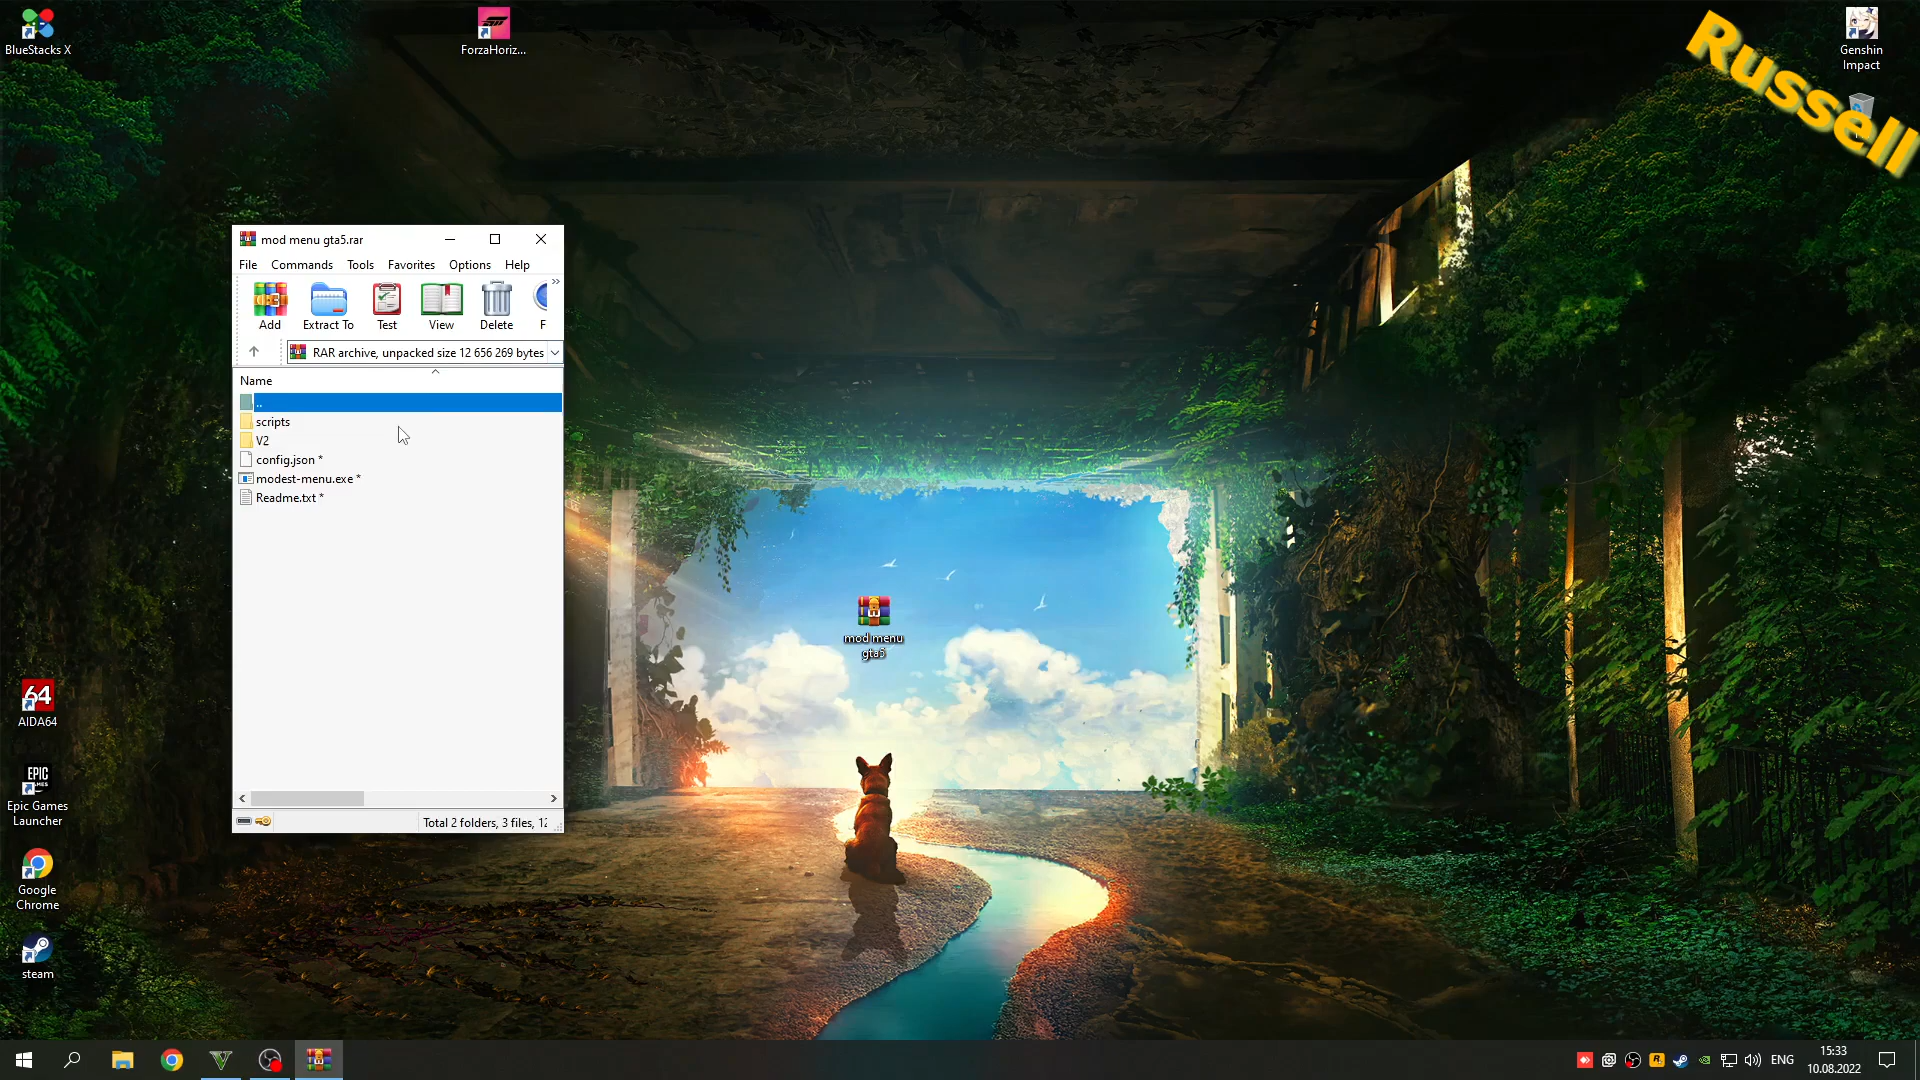 BlueStacks X
ForzaHoriz...
Genshin
Impact
Russell
mod menu gta5.rar
File Commands Tools Favorites Options Help
Add Extract To Test View Delete F
RAR archive, unpacked size 12 656 269 bytes
Name
..
scripts
V2
config.json *
modest-menu.exe *
Readme.txt *
Total 2 folders, 3 files, 12
mod menu
gta5
64
AIDA64
EPIC
GAMES
Epic Games
Launcher
Google
Chrome
steam
ENG
15:33
10.08.2022